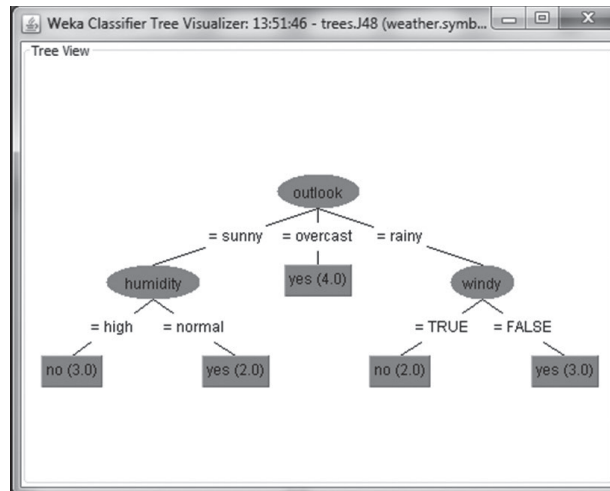 Weka Classifier Tree Visualizer: 13:51:46 - trees.J48 (weather.symb...
Tree View
outlook
= sunny = overcast = rainy
humidity yes (4.0) windy
= high = normal = TRUE = FALSE
no (3.0) yes (2.0) no (2.0) yes (3.0)